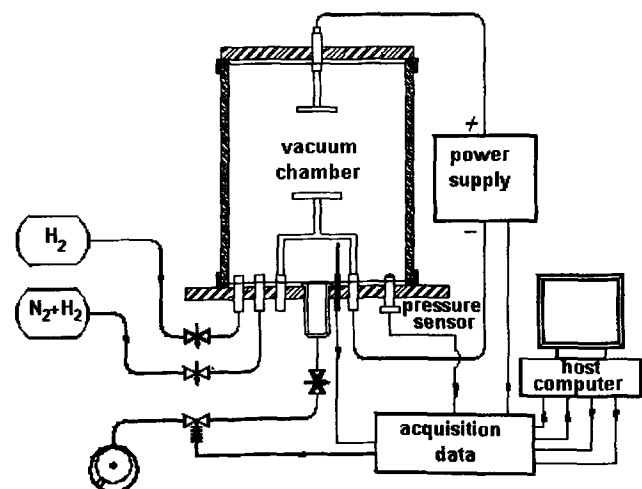 +
vacuum
chamber
power
supply
−
H₂
N₂+H₂
pressure
sensor
host
computer
acquisition
data